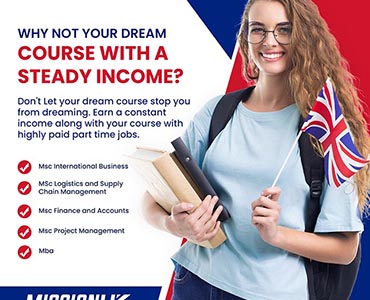 WHY NOT YOUR DREAM
COURSE WITH A
STEADY INCOME?
Don't Let your dream course stop you
from dreaming. Earn a constant
income along with your course with
highly paid part time jobs.
Msc International Business
MSc Logistics and Supply
Chain Management
Msc Finance and Accounts
Msc Project Management
Mba